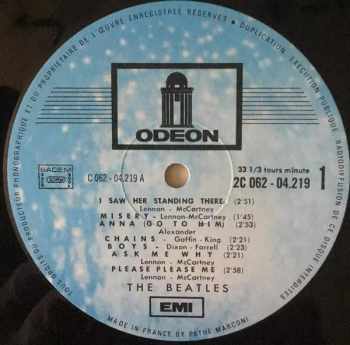 TOUS DROITS DU PRODUCTEUR PHONOGRAPHIQUE ET DU PROPRIETAIRE DE L'ŒUVRE ENREGISTREE RESERVES • DUPLICATION, EXECUTION PUBLIQUE RADIODIFFUSION DE CE DISQUE INTERDITES
ODEON
SACEM
C 062 - 04.219 A
33 1/3 tours minute
2C 062-04.219
1
I SAW HER STANDING THERE (2:51)
Lennon - McCartney
MISERY - Lennon-McCartney (1:45)
ANNA (GO TO HIM) (2:53)
Alexander
CHAINS - Goffin - King (2:21)
BOYS - Dixon - Farrell (2:23)
ASK ME WHY (2:22)
Lennon - McCartney
PLEASE PLEASE ME (2:58)
Lennon - McCartney
THE BEATLES
EMI
MADE IN FRANCE BY PATHE MARCONI